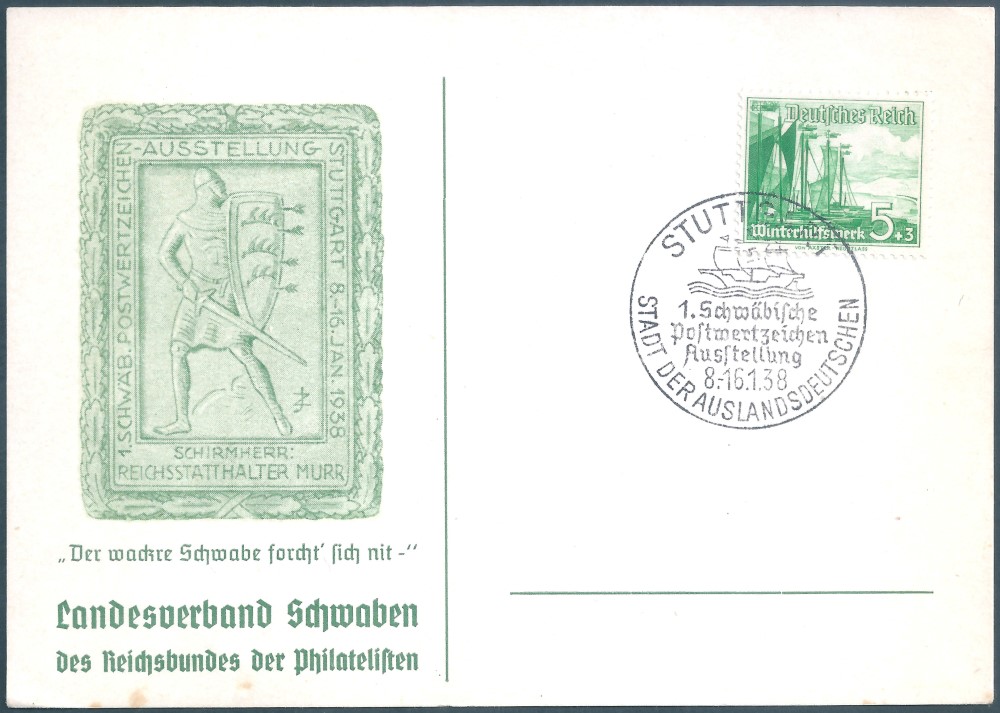 1. SCHWAB. POSTWERTZEICHEN
-AUSSTELLUNG
STUTTGART 8.-16. JAN. 1938
SCHIRMHERR:
REICHSSTATTHALTER MURR
„Der wackre Schwabe forcht' sich nit -“
Landesverband Schwaben
des Reichsbundes der Philatelisten
Deutsches Reich
Winterhilfswerk 5+3
1. Schwäbische
Postwertzeichen
Ausstellung
8.-16.1.38
STADT DER AUSLANDSDEUTSCHEN